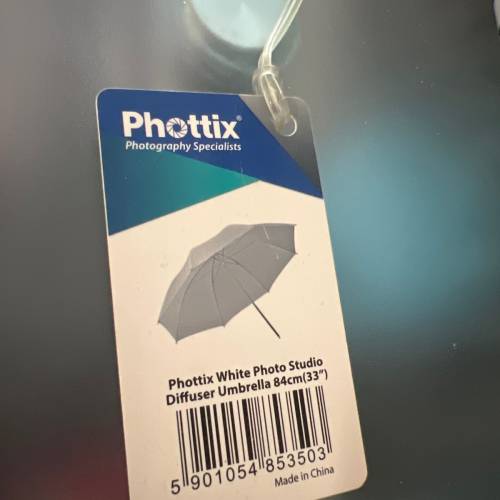 Phottix®
Photography Specialists
Phottix White Photo Studio
Diffuser Umbrella 84cm(33")
5 901054 853503
Made in China